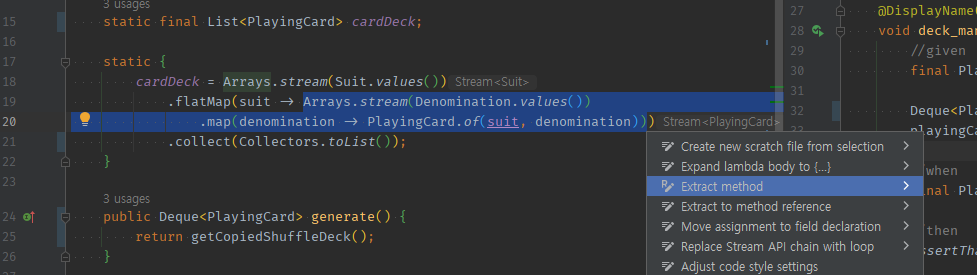 3 usages
15 static final List<PlayingCard> cardDeck;
16
17 static {
18 cardDeck = Arrays.stream(Suit.values()) Stream<Suit>
19 .flatMap(suit -> Arrays.stream(Denomination.values())
20 .map(denomination -> PlayingCard.of(suit, denomination))) Stream<PlayingCard>
21 .collect(Collectors.toList());
22 }
23
3 usages
24 public Deque<PlayingCard> generate() {
25 return getCopiedShuffleDeck();
26 }
Create new scratch file from selection
Expand lambda body to {...}
Extract method
Extract to method reference
Move assignment to field declaration
Replace Stream API chain with loop
Adjust code style settings
27 @DisplayName(
28 void deck_mar
29 //given
30 final Pla
31
32 Deque<Pla
33 playingCa
when
nal Pla
then
ssertTha